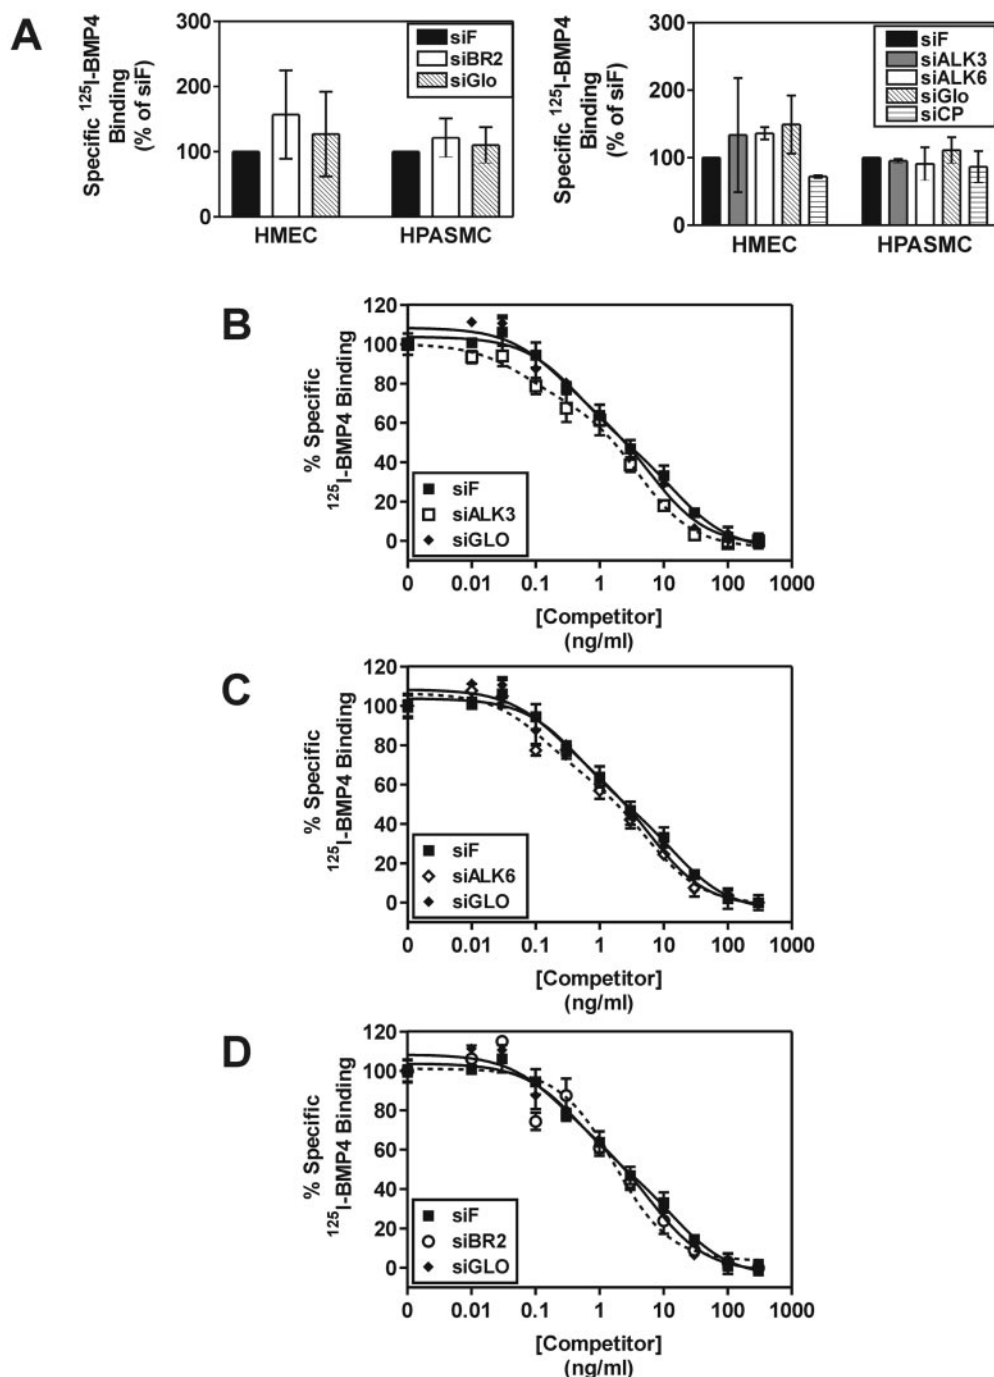 A
Specific ¹²⁵I-BMP4
Binding
(% of siF)
300
200
100
0
siF
siBR2
siGlo
HMEC
HPASMC
Specific ¹²⁵I-BMP4
Binding
(% of siF)
300
200
100
0
siF
siALK3
siALK6
siGlo
siCP
HMEC
HPASMC
B
% Specific
¹²⁵I-BMP4 Binding
120
100
80
60
40
20
0
siF
siALK3
siGLO
0 0.01 0.1 1 10 100 1000
[Competitor]
(ng/ml)
C
% Specific
¹²⁵I-BMP4 Binding
120
100
80
60
40
20
0
siF
siALK6
siGLO
0 0.01 0.1 1 10 100 1000
[Competitor]
(ng/ml)
D
% Specific
¹²⁵I-BMP4 Binding
120
100
80
60
40
20
0
siF
siBR2
siGLO
0 0.01 0.1 1 10 100 1000
[Competitor]
(ng/ml)